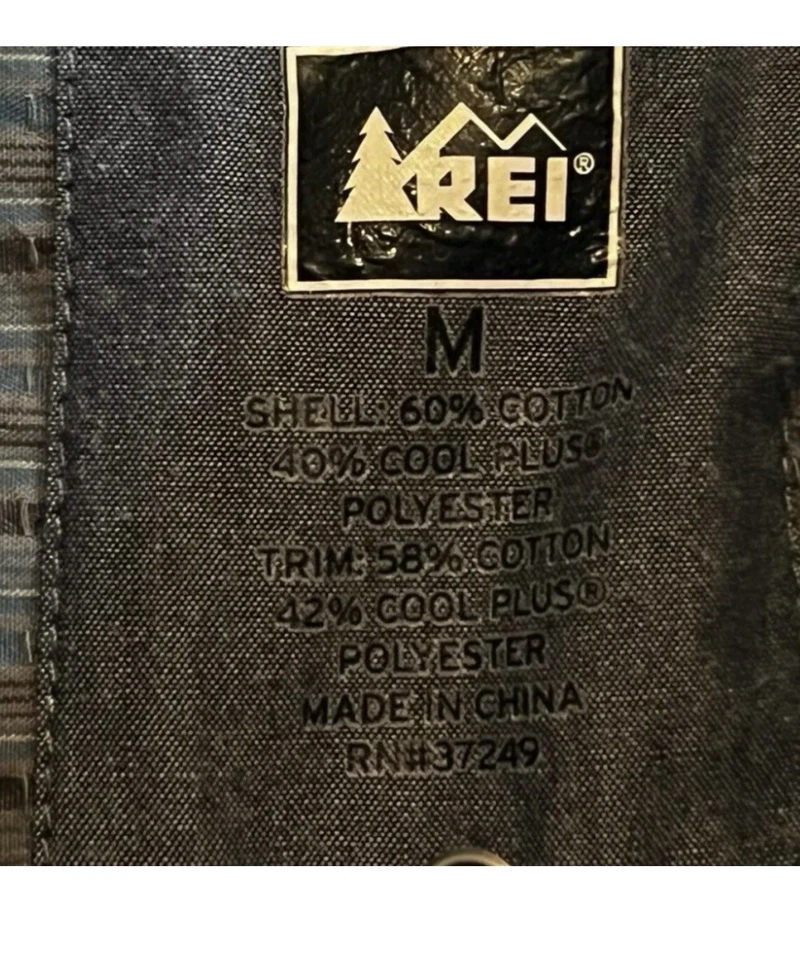 REI®
M
SHELL: 60% COTTON
40% COOL PLUS®
POLYESTER
TRIM: 58% COTTON
42% COOL PLUS®
POLYESTER
MADE IN CHINA
RN#37249